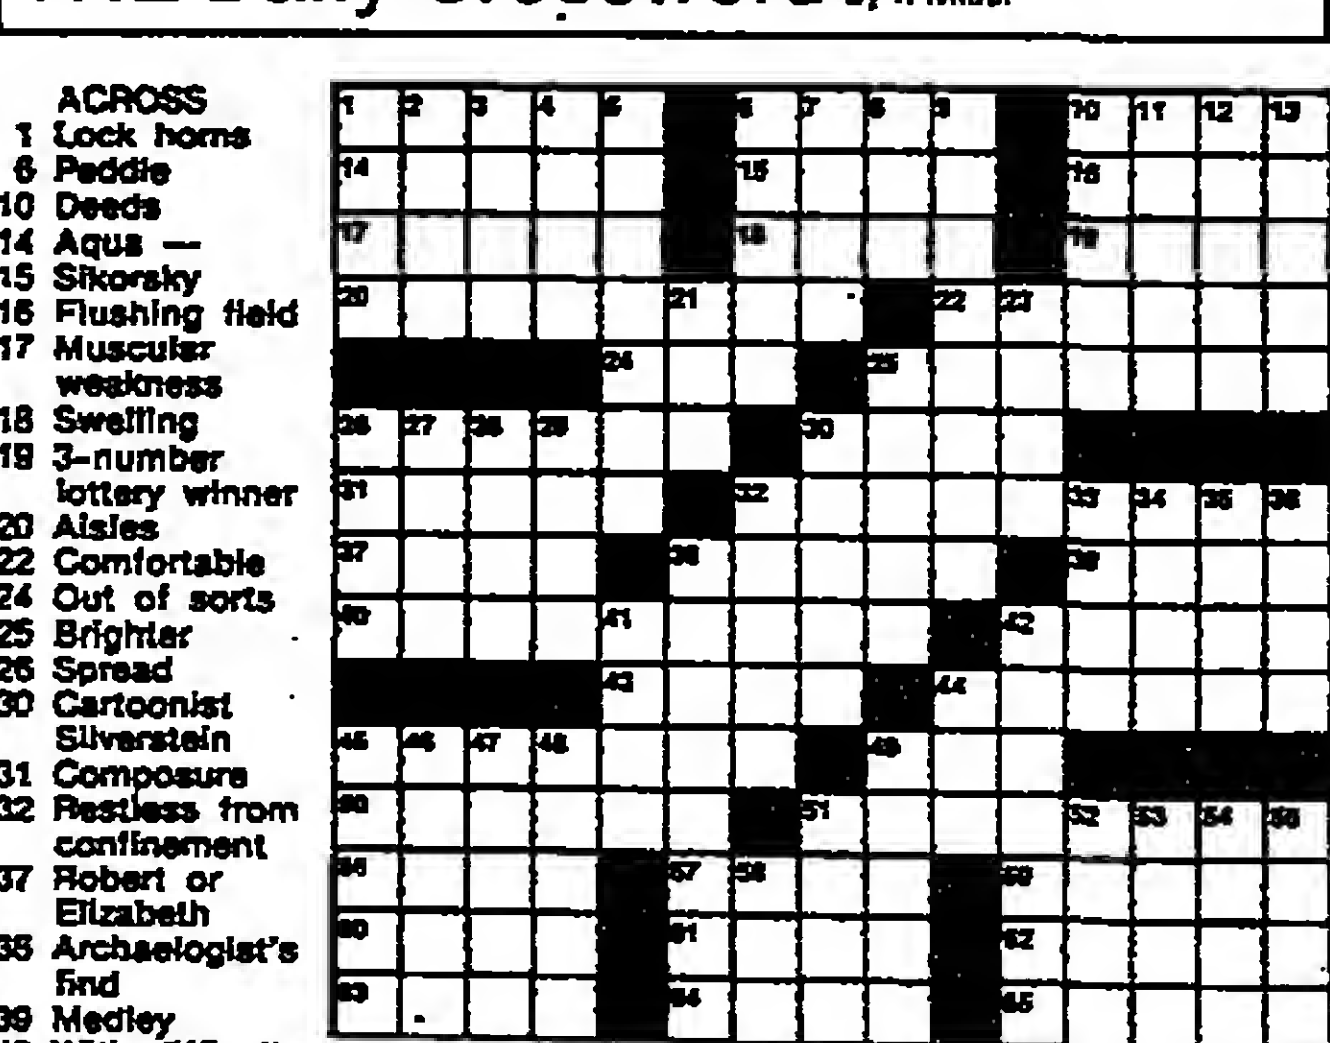 ACROSS
1 Lock horns
6 Peddle
10 Deeds
14 Aqua —
15 Sikorsky
16 Flushing field
17 Muscular
weakness
18 Swelling
19 3-number
lottery winner
20 Aisles
22 Comfortable
24 Out of sorts
25 Brighter
26 Spread
30 Cartoonist
Silverstein
31 Composure
32 Restless from
confinement
37 Robert or
Elizabeth
38 Archaelogist's
find
39 Medley
1 2 3 4 5 6 7 8 9 10 11 12 13
14 15 16
17 18 19
20 21 22 23
24 25
26 27 28 29 30
31 32 33 34 35 36
37 38 39
40 41 42
43 44
45 46 47 48 49
50 51 52 53 54 55
56 57 58 59
60 61 62
63 64 65